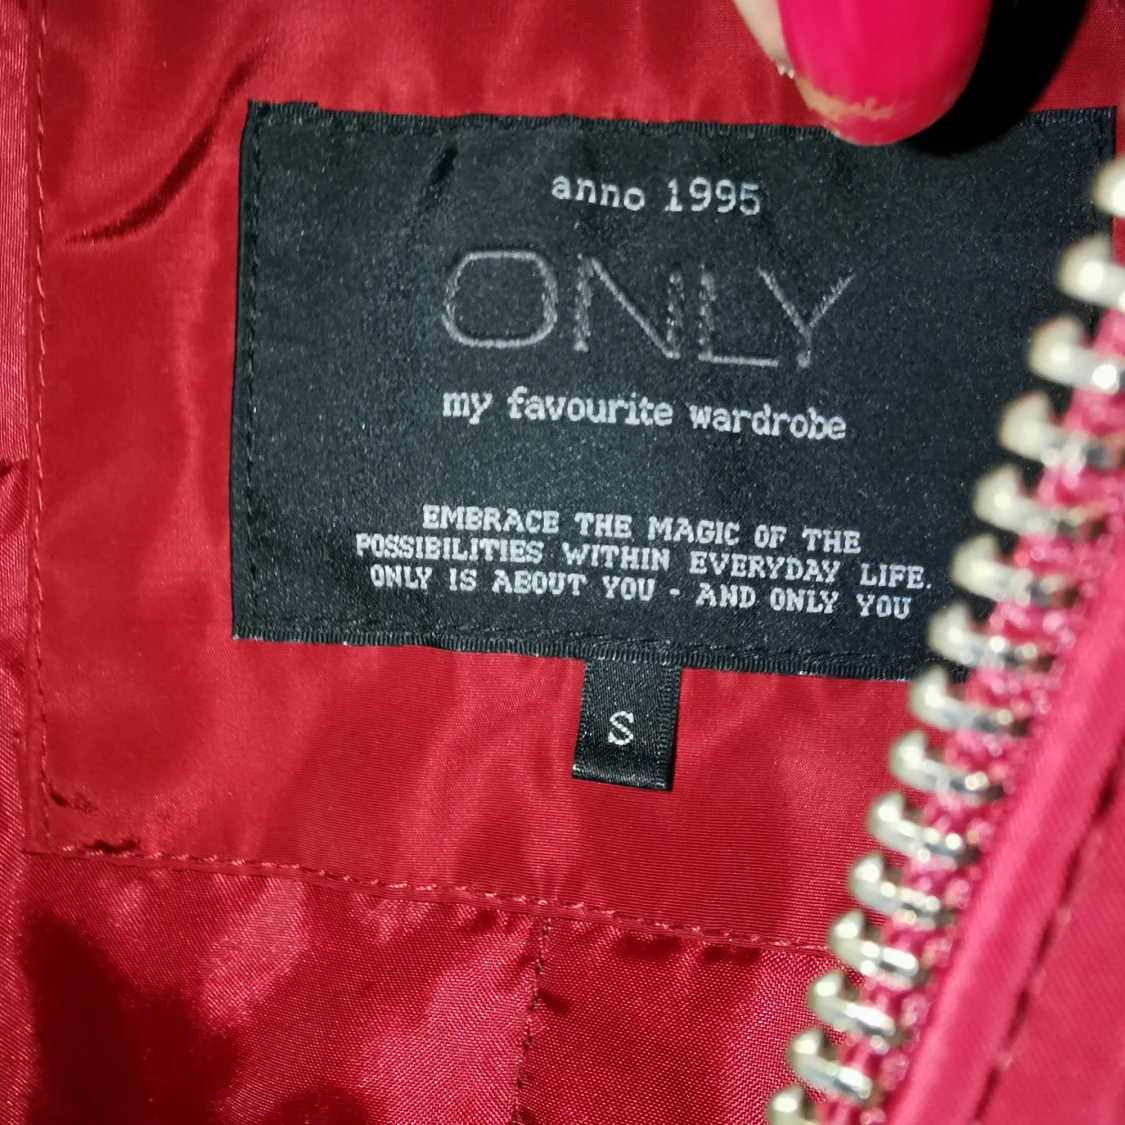 anno 1995
ONLY
my favourite wardrobe
EMBRACE THE MAGIC OF THE
POSSIBILITIES WITHIN EVERYDAY LIFE.
ONLY IS ABOUT YOU - AND ONLY YOU
S